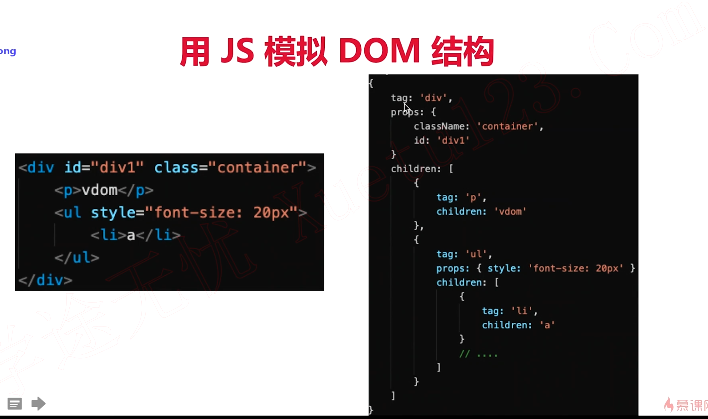 ong
用 JS 模拟 DOM 结构
<div id="div1" class="container">
<p>vdom</p>
<ul style="font-size: 20px">
<li>a</li>
</ul>
</div>
{
tag: 'div',
props: {
className: 'container',
id: 'div1'
}
children: [
{
tag: 'p',
children: 'vdom'
},
{
tag: 'ul',
props: { style: 'font-size: 20px' }
children: [
{
tag: 'li',
children: 'a'
}
// ....
]
}
]
}
慕课网